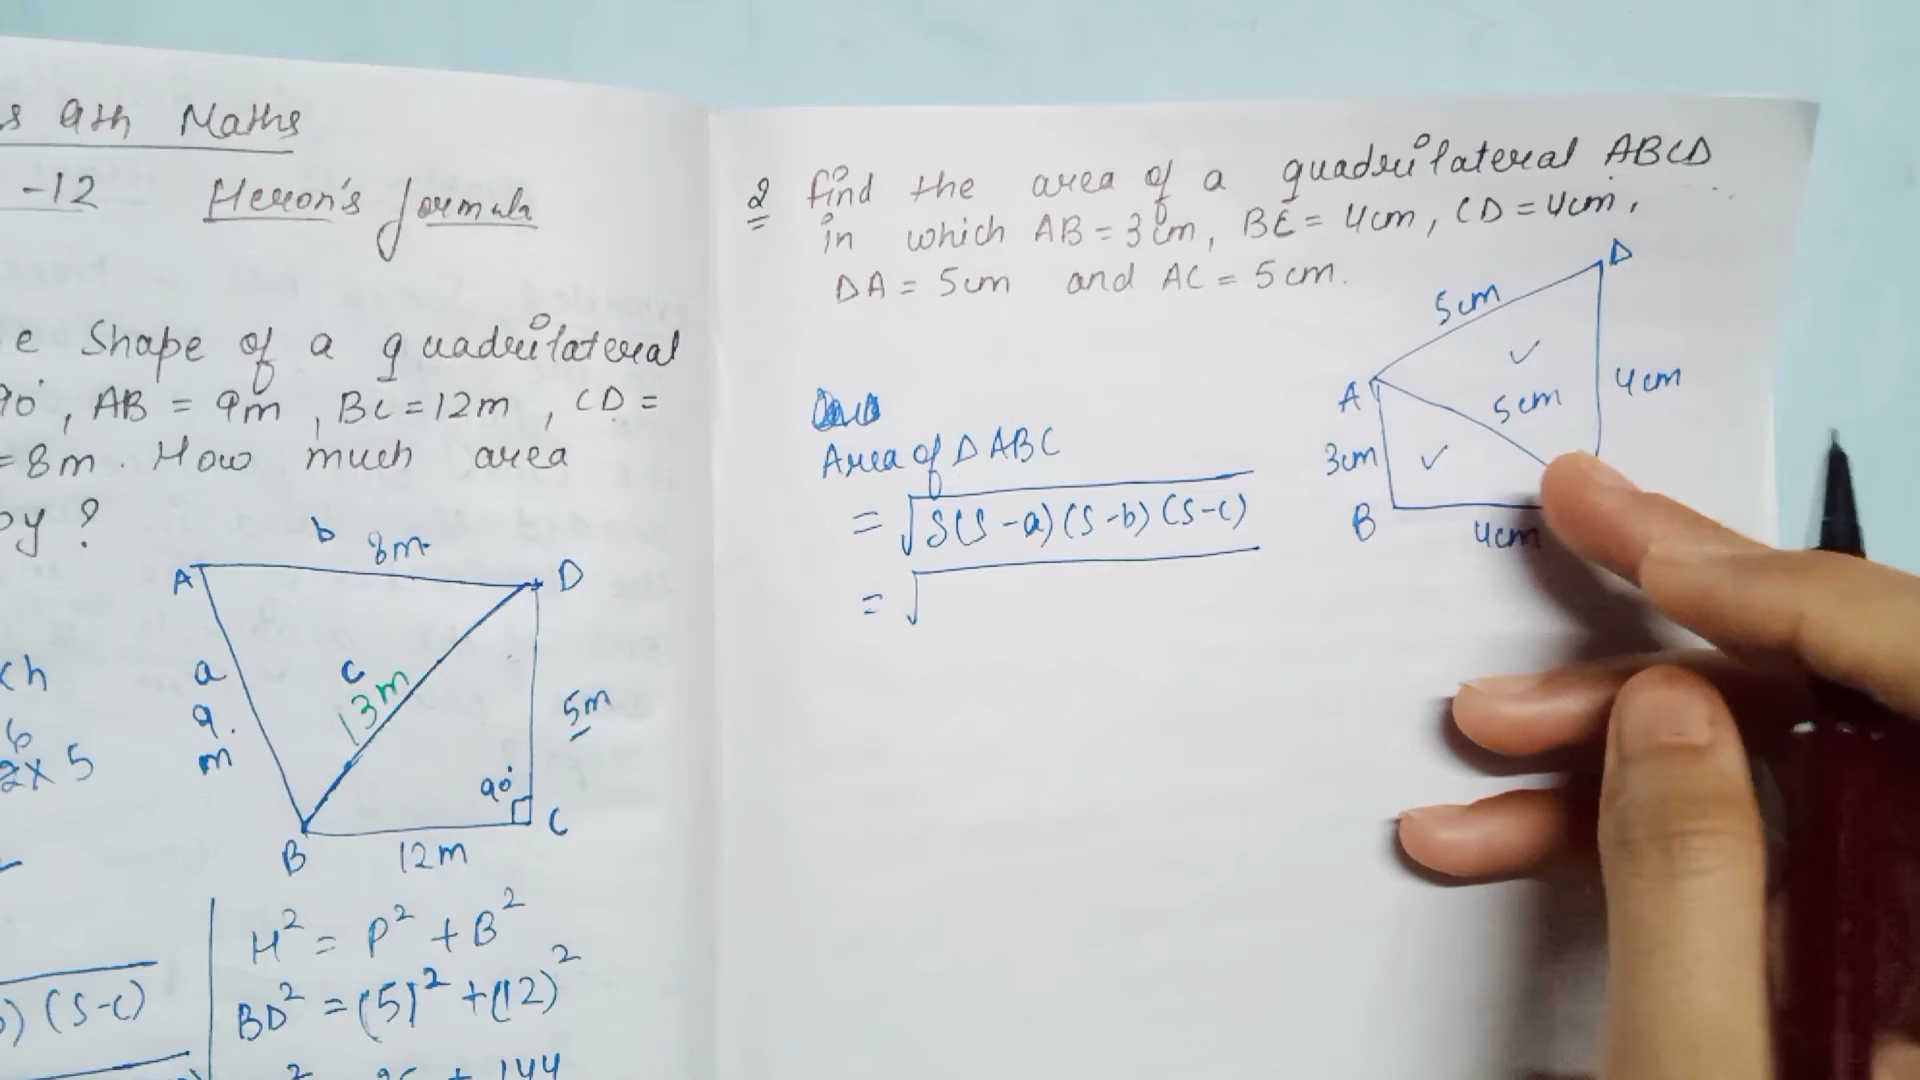 9th Maths
-12 Heron's formula
e Shape of a quadrilateral
90°, AB = 9m, BC = 12m, CD =
= 8m. How much area
py ?
b 8m
A D
a
9
m
c
13m
5m
90°
B 12m C
xh
6
2x5
) (s-c)
H² = P² + B²
BD² = (5)² + (12)²
+ 144
2 find the area of a quadrilateral ABCD
in which AB = 3cm, BC = 4cm, CD = 4cm,
DA = 5cm and AC = 5cm.
Area of Δ ABC
= √S(S-a)(S-b)(S-c)
= √
D
5cm
A 5cm 4cm
3cm
B 4cm